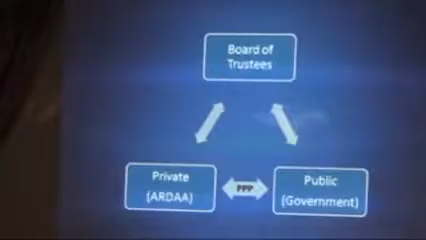 Board of
Trustees
Private
(ARDAA)
PPP
Public
(Government)